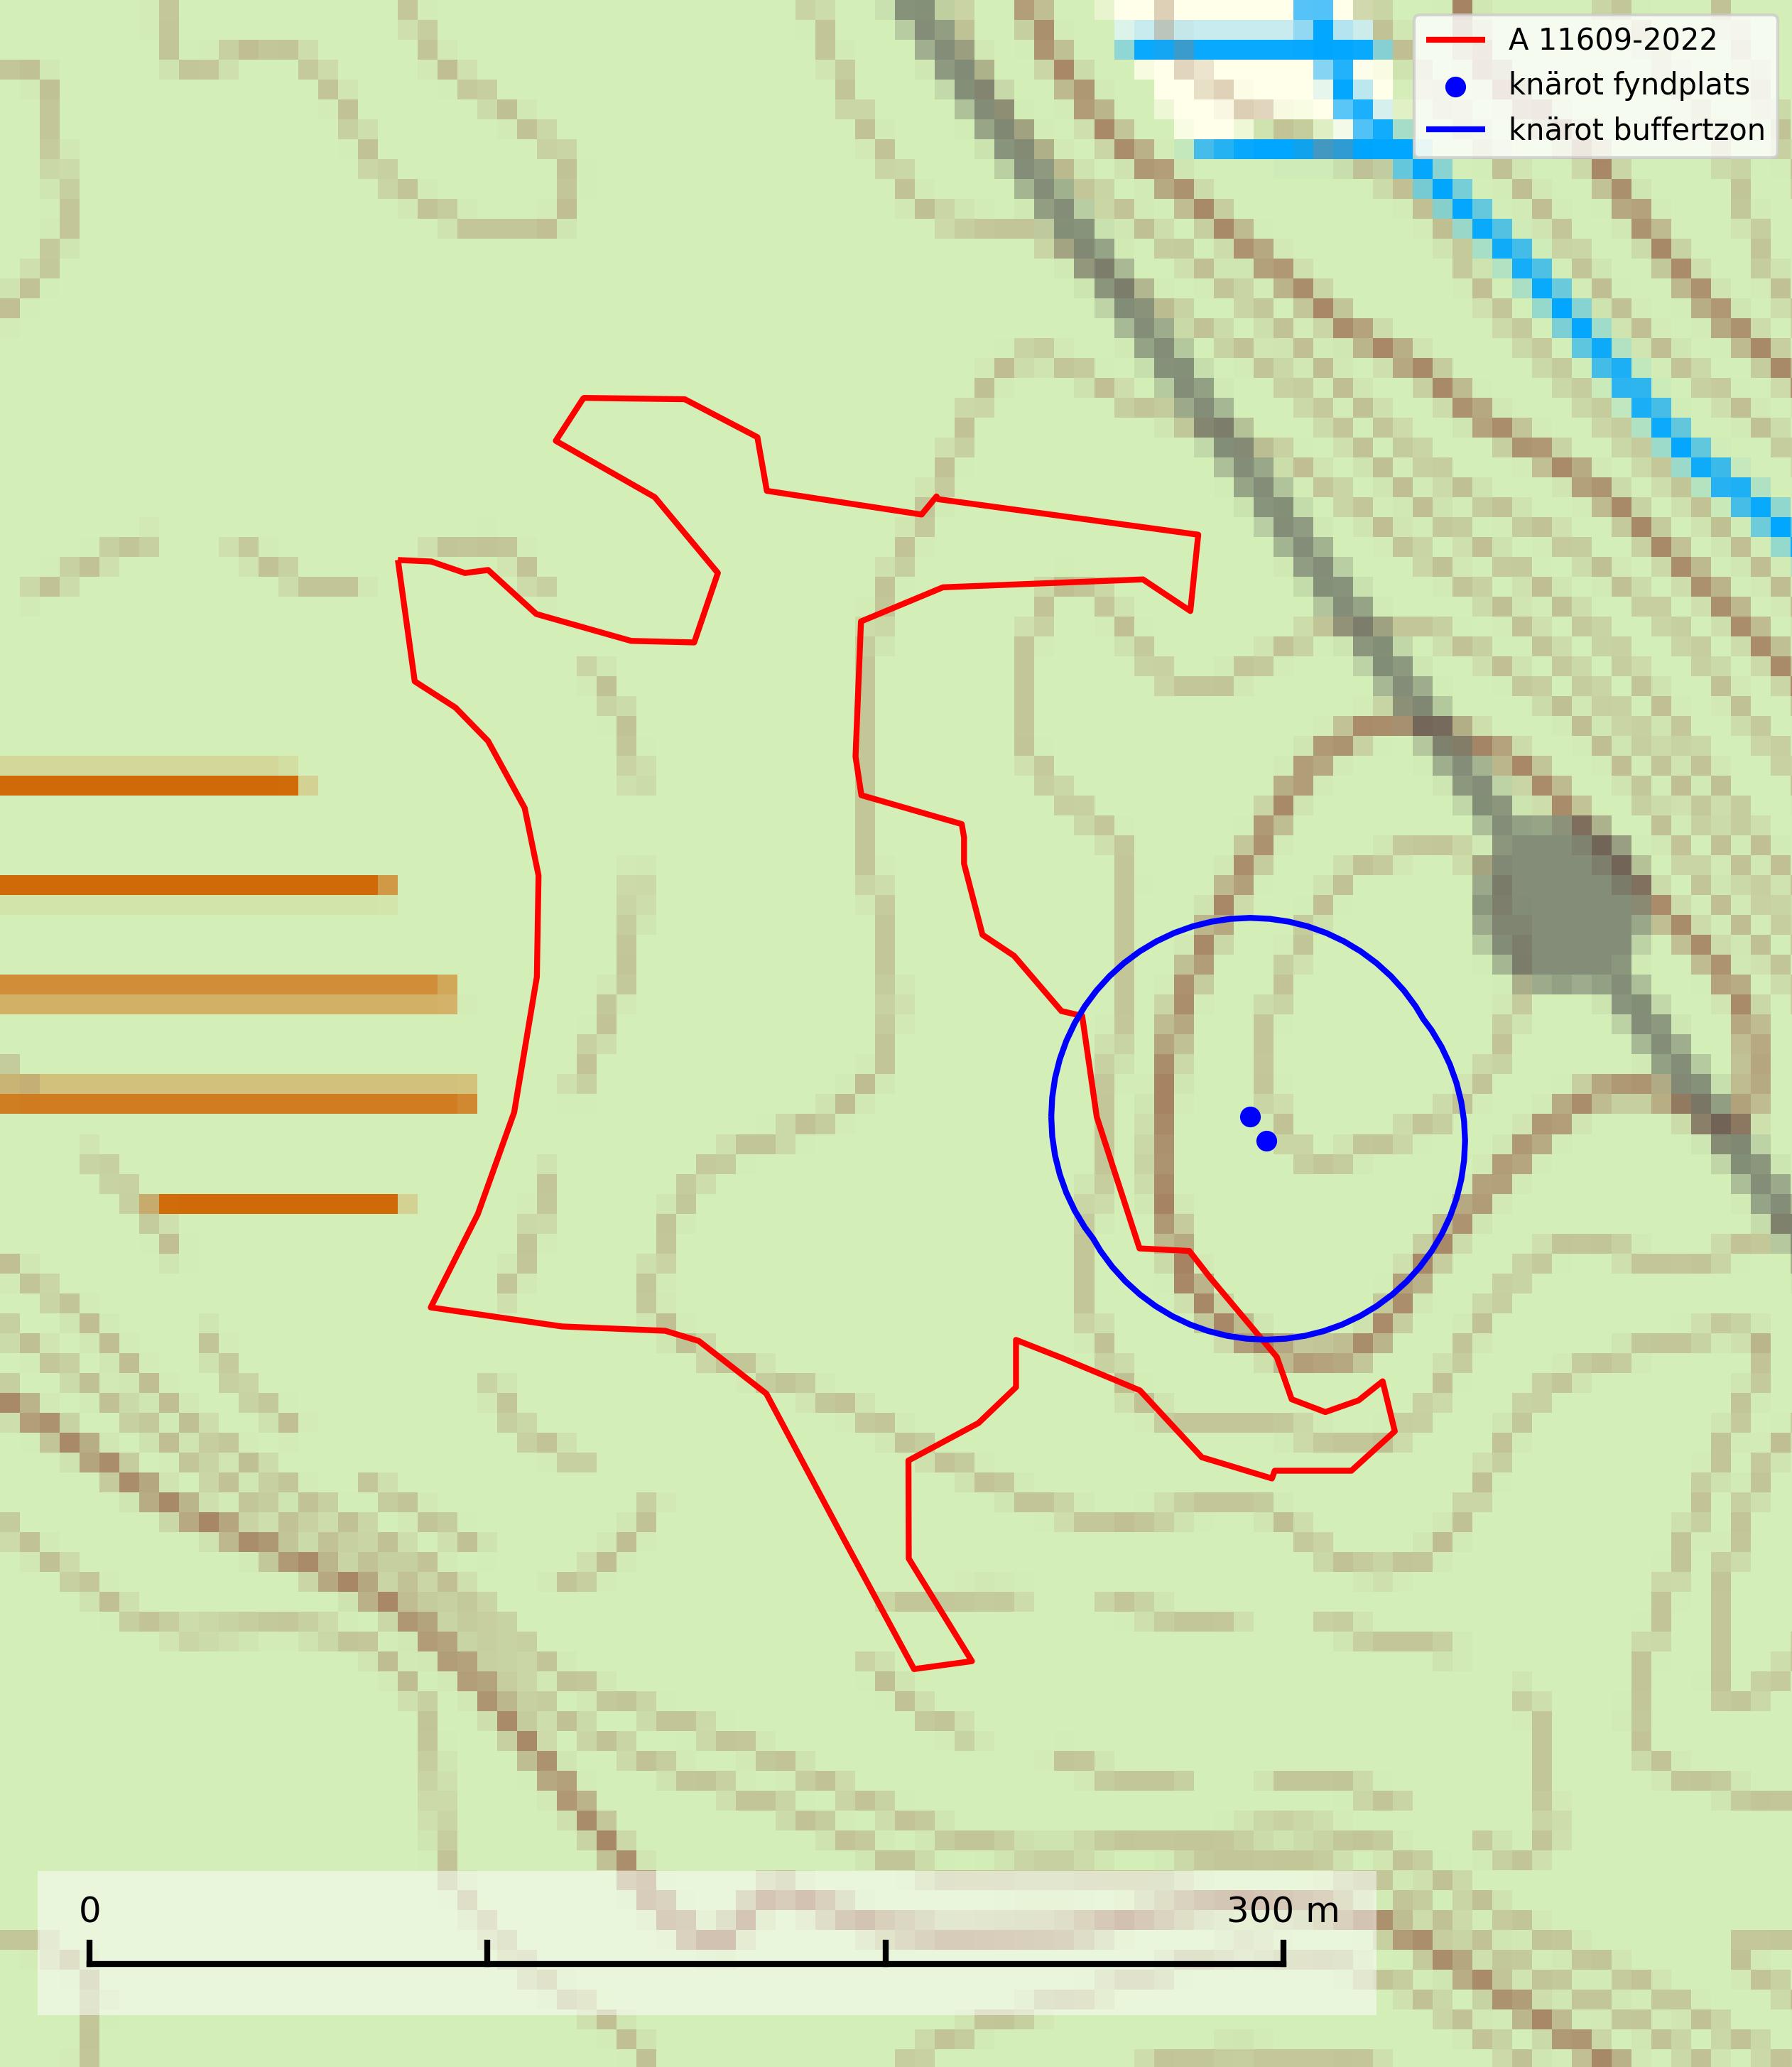 A 11609-2022
knärot fyndplats
knärot buffertzon
0
300 m